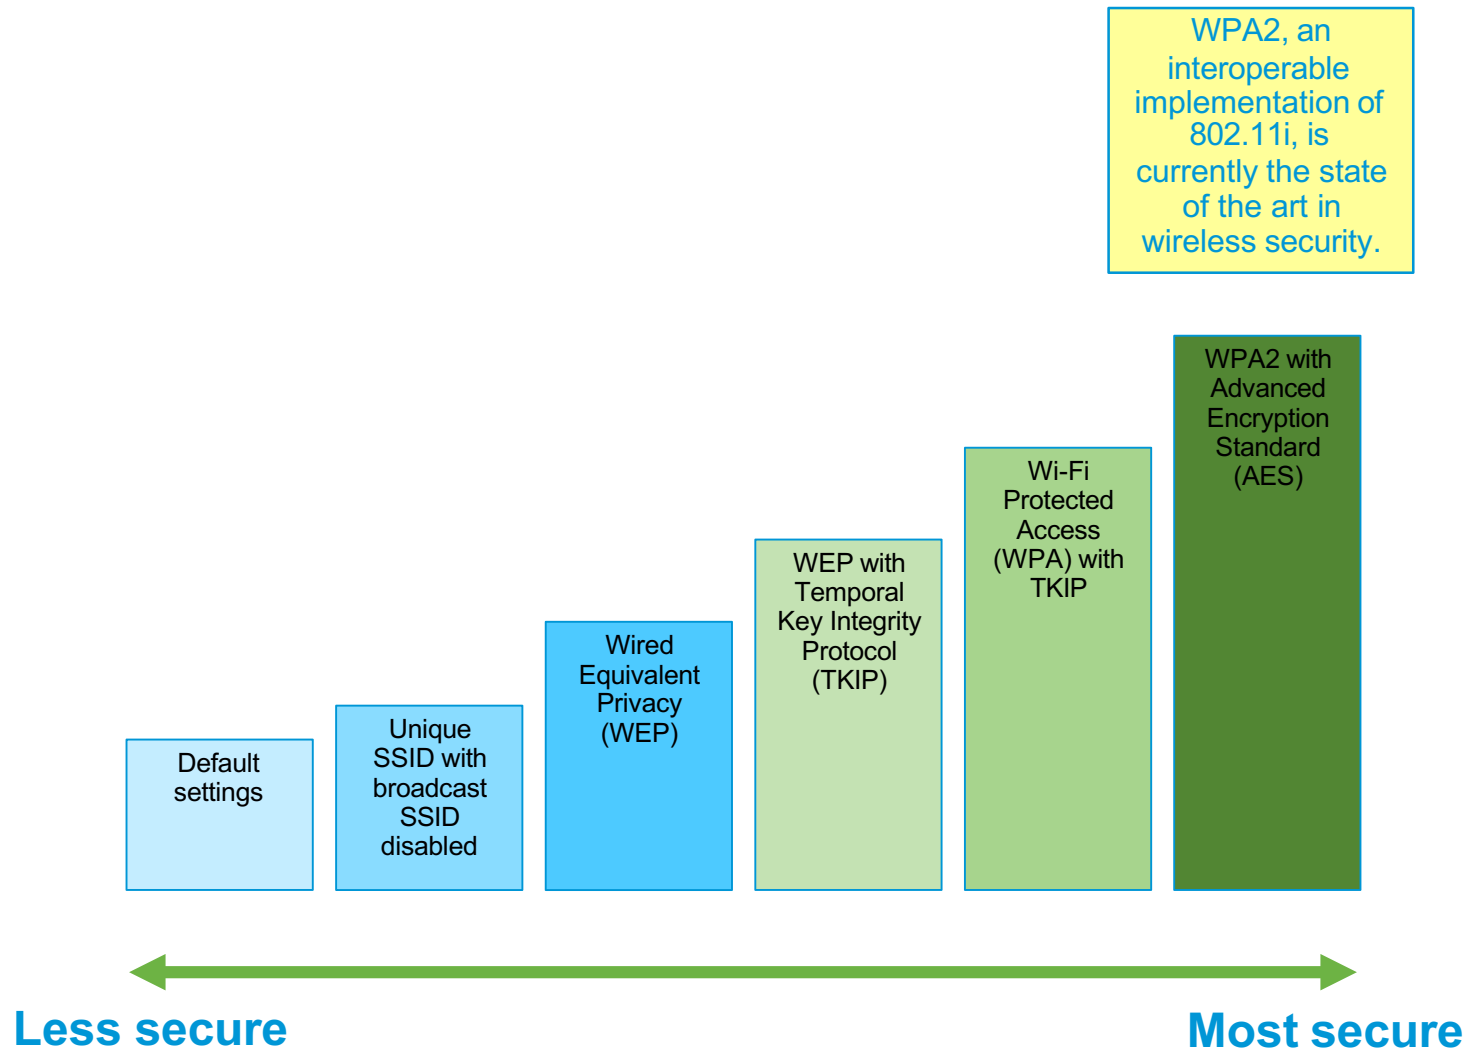 WPA2, an
interoperable
implementation of
802.11i, is
currently the state
of the art in
wireless security.
Default
settings
Unique
SSID with
broadcast
SSID
disabled
Wired
Equivalent
Privacy
(WEP)
WEP with
Temporal
Key Integrity
Protocol
(TKIP)
Wi-Fi
Protected
Access
(WPA) with
TKIP
WPA2 with
Advanced
Encryption
Standard
(AES)
Less secure
Most secure